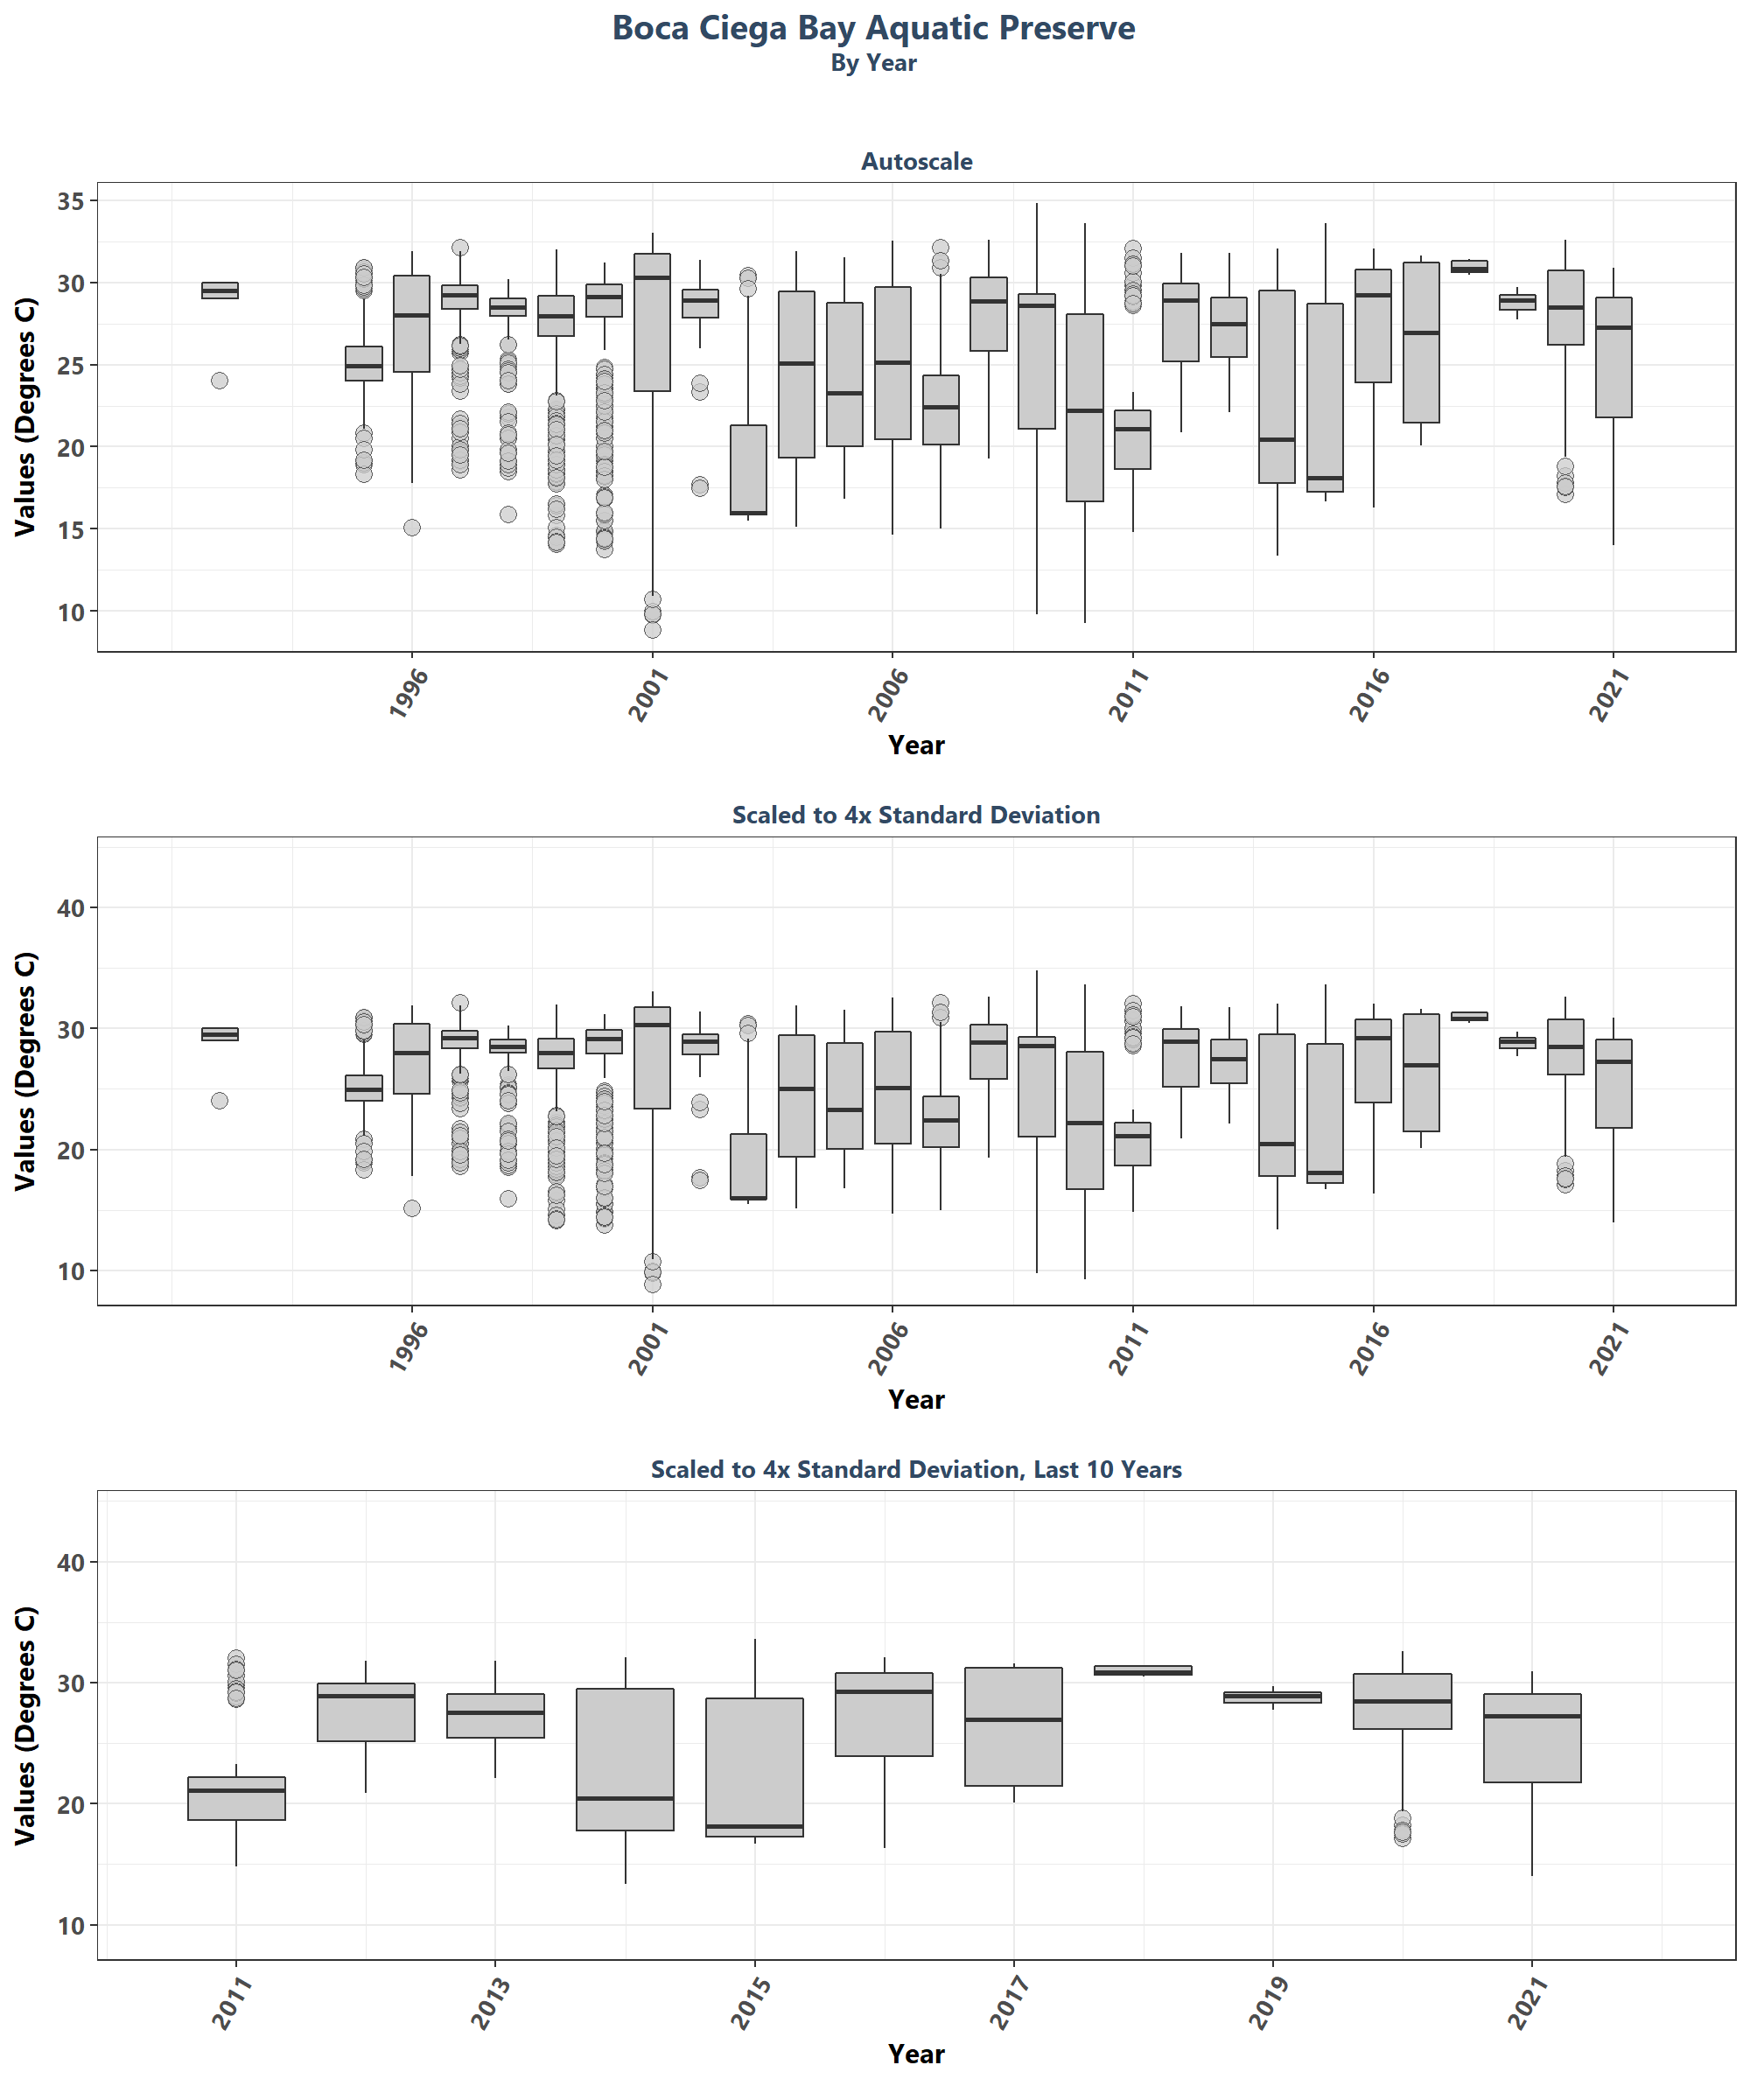 Boca Ciega Bay Aquatic Preserve
By Year
Autoscale
Values (Degrees C)
35
30
25
20
15
10
1996
2001
2006
2011
2016
2021
Year
Scaled to 4x Standard Deviation
Values (Degrees C)
40
30
20
10
1996
2001
2006
2011
2016
2021
Year
Scaled to 4x Standard Deviation, Last 10 Years
Values (Degrees C)
40
30
20
10
2011
2013
2015
2017
2019
2021
Year